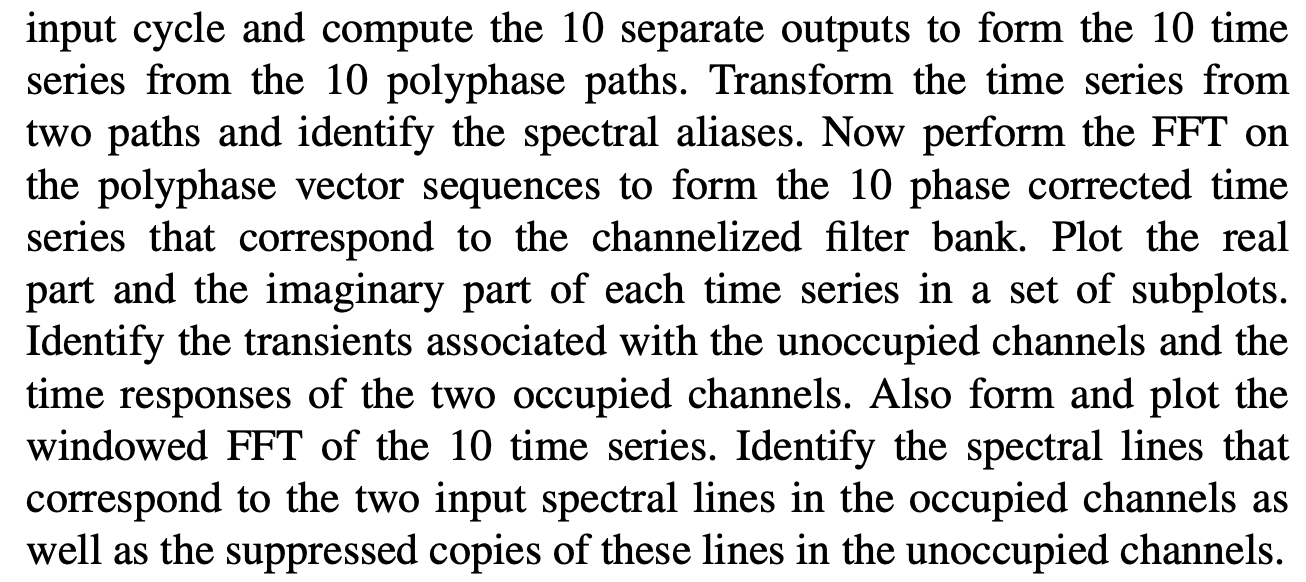 input cycle and compute the 10 separate outputs to form the 10 time
series from the 10 polyphase paths. Transform the time series from
two paths and identify the spectral aliases. Now perform the FFT on
the polyphase vector sequences to form the 10 phase corrected time
series that correspond to the channelized filter bank. Plot the real
part and the imaginary part of each time series in a set of subplots.
Identify the transients associated with the unoccupied channels and the
time responses of the two occupied channels. Also form and plot the
windowed FFT of the 10 time series. Identify the spectral lines that
correspond to the two input spectral lines in the occupied channels as
well as the suppressed copies of these lines in the unoccupied channels.